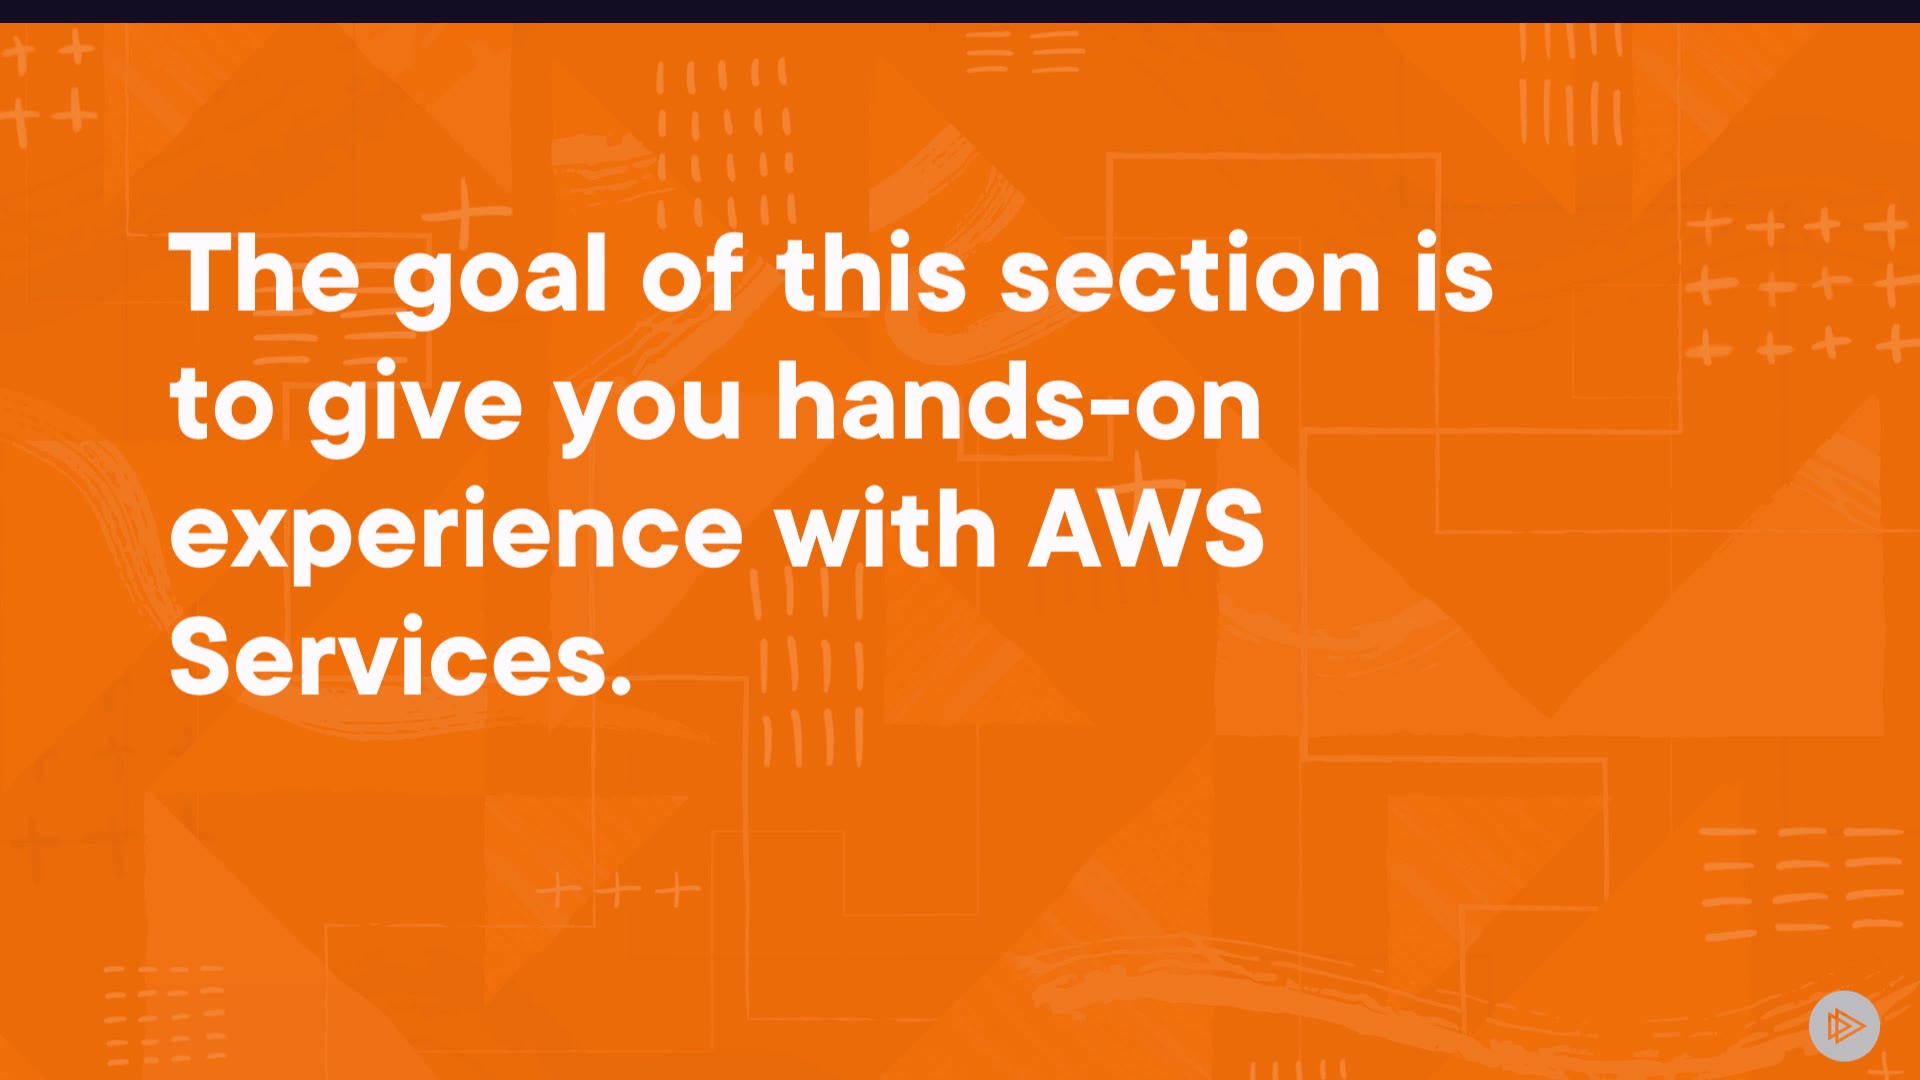 The goal of this section is
to give you hands-on
experience with AWS
Services.